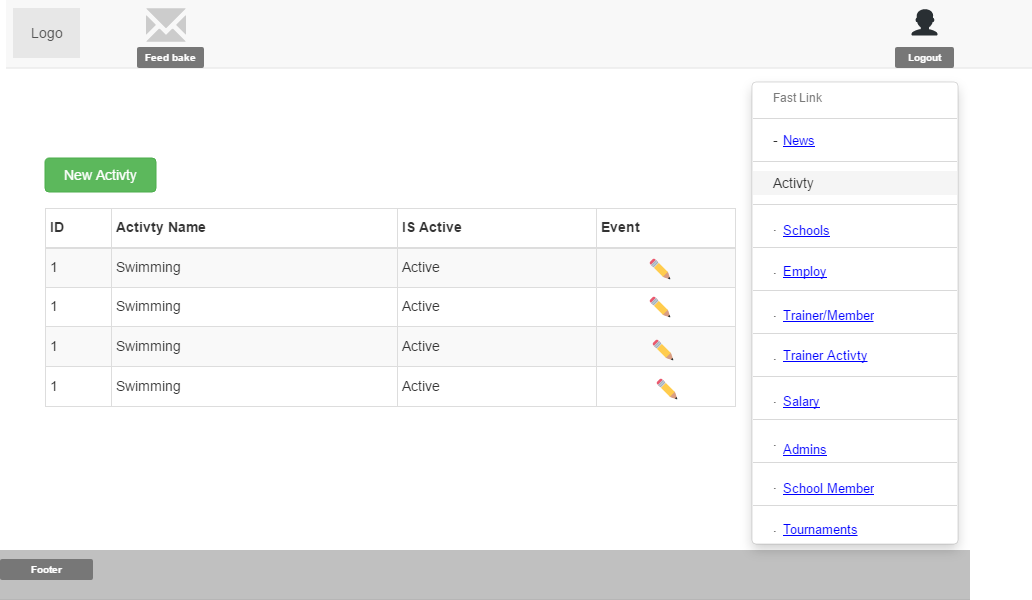 Logo
Feed bake
Logout
Fast Link
- News
Activty
· Schools
· Employ
· Trainer/Member
· Trainer Activty
· Salary
· Admins
· School Member
· Tournaments
New Activty
ID Activty Name IS Active Event
1 Swimming Active
1 Swimming Active
1 Swimming Active
1 Swimming Active
Footer